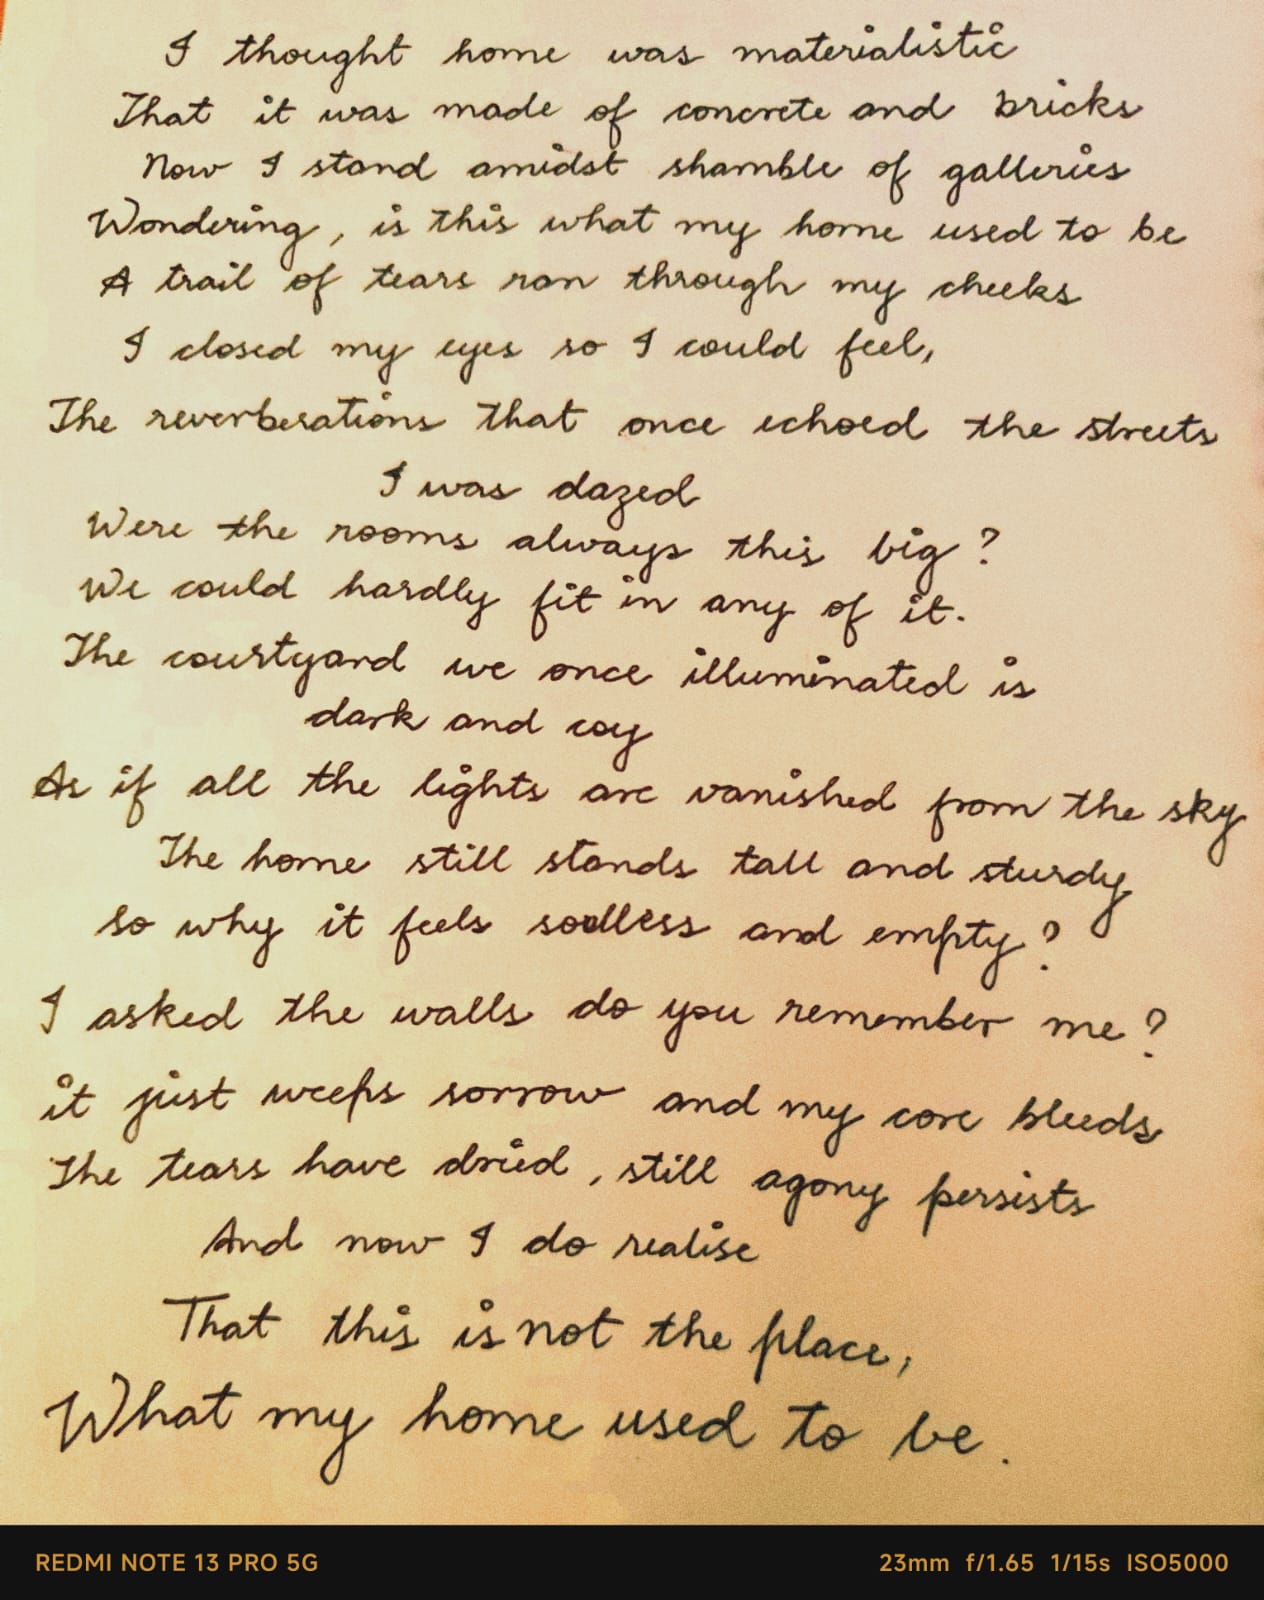 I thought home was materialistic
That it was made of concrete and bricks
Now I stand amidst shamble of galleries
Wondering, is this what my home used to be
A trail of tears ran through my cheeks
I closed my eyes so I could feel,
The reverberations that once echoed the streets
I was dazed
Were the rooms always this big?
We could hardly fit in any of it.
The courtyard we once illuminated is
dark and coy
As if all the lights are vanished from the sky
The home still stands tall and sturdy
So why it feels soulless and empty?
I asked the walls do you remember me?
it just weeps sorrow and my core bleeds
The tears have dried, still agony persists
And now I do realise
That this is not the place,
What my home used to be.
REDMI NOTE 13 PRO 5G
23mm f/1.65 1/15s ISO5000